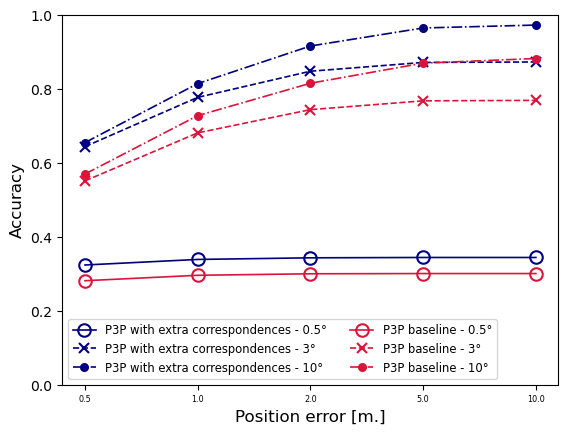 1.0
0.8
0.6
0.4
0.2
0.0
Accuracy
P3P with extra correspondences - 0.5°
P3P with extra correspondences - 3°
P3P with extra correspondences - 10°
P3P baseline - 0.5°
P3P baseline - 3°
P3P baseline - 10°
0.5 1.0 2.0 5.0 10.0
Position error [m.]